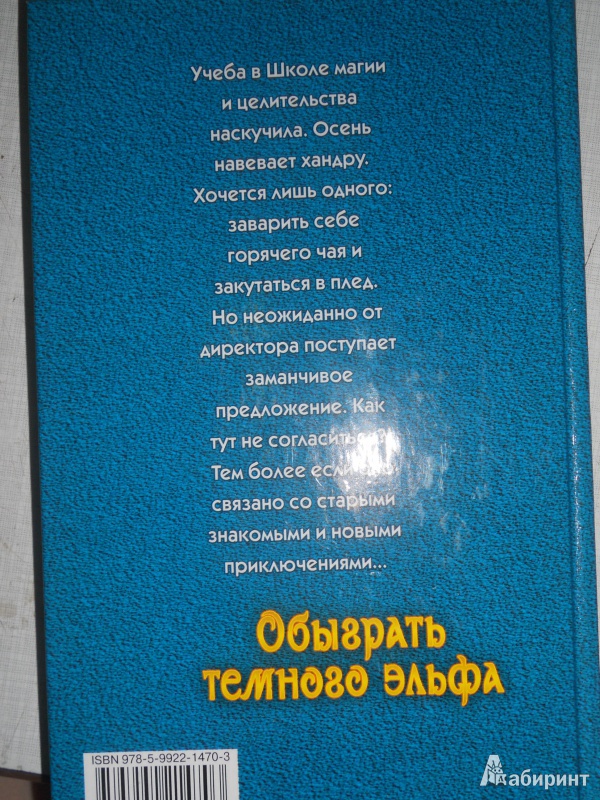 Учеба в Школе магии
и целительства
наскучила. Осень
навевает хандру.
Хочется лишь одного:
заварить себе
горячего чая и
закутаться в плед.
Но неожиданно от
директора поступает
заманчивое
предложение. Как
тут не согласиться?
Тем более если
связано со старыми
знакомыми и новыми
приключениями...
Обыграть
темного эльфа
ISBN 978-5-9922-1470-3
Лабиринт